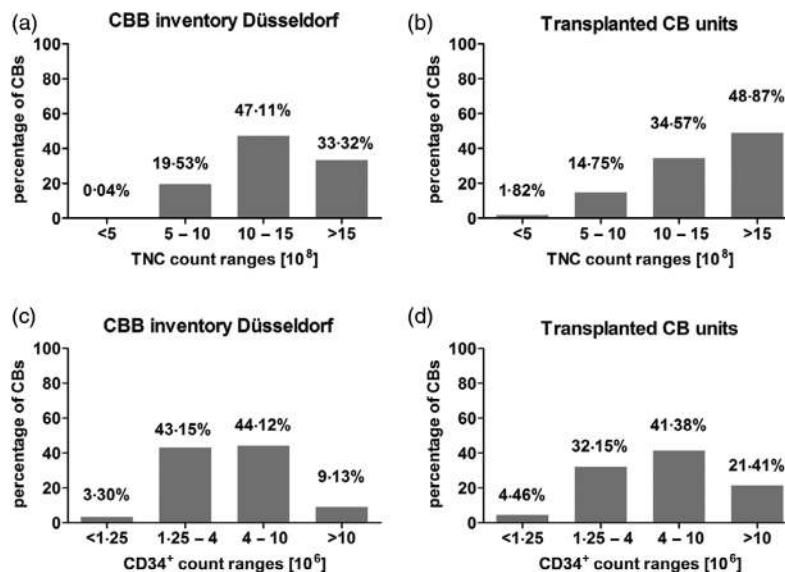 (a)
CBB inventory Düsseldorf
percentage of CBs
100
80
60
40
20
0
0·04%
19·53%
47·11%
33·32%
<5
5 – 10
10 – 15
>15
TNC count ranges [10⁸]
(b)
Transplanted CB units
percentage of CBs
100
80
60
40
20
0
1·82%
14·75%
34·57%
48·87%
<5
5 – 10
10 – 15
>15
TNC count ranges [10⁸]
(c)
CBB inventory Düsseldorf
percentage of CBs
100
80
60
40
20
0
3·30%
43·15%
44·12%
9·13%
<1·25
1·25 – 4
4 – 10
>10
CD34⁺ count ranges [10⁶]
(d)
Transplanted CB units
percentage of CBs
100
80
60
40
20
0
4·46%
32·15%
41·38%
21·41%
<1·25
1·25 – 4
4 – 10
>10
CD34⁺ count ranges [10⁶]